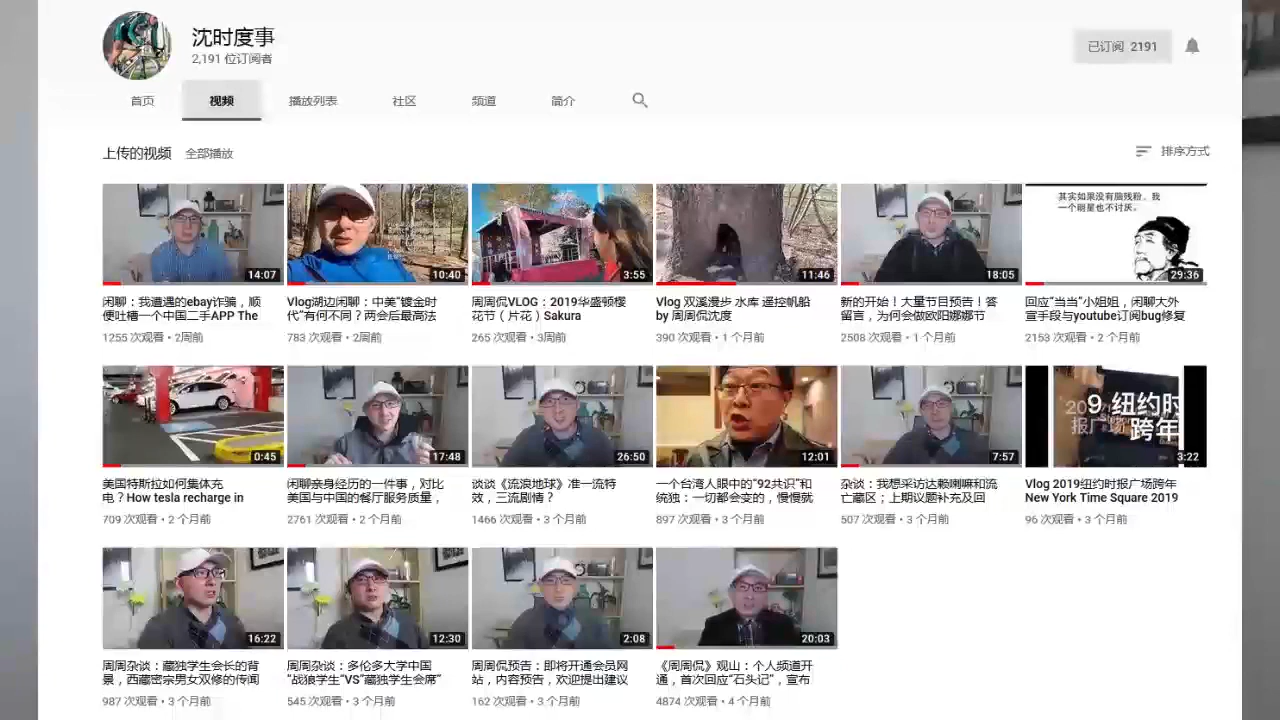 沈时度事
2,191 位订阅者
已订阅 2191
首页 视频 播放列表 社区 频道 简介
上传的视频 全部播放
排序方式
14:07
10:40
3:55
11:46
18:05
其实如果没有脑残粉，我
一个明星也不讨厌。
29:36
闲聊：我遭遇的ebay诈骗，顺
便吐槽一个中国二手APP The
1255 次观看 • 2周前
Vlog湖边闲聊：中美“镀金时
代”有何不同？两会后最高法
783 次观看 • 2周前
周周侃VLOG：2019华盛顿樱
花节（片花）Sakura
265 次观看 • 3周前
Vlog 双溪漫步 水库 遥控帆船
by 周周侃沈度
390 次观看 • 1 个月前
新的开始！大量节目预告！答
留言，为何会做欧阳娜娜节
2508 次观看 • 1 个月前
回应“当当”小姐姐，闲聊大外
宣手段与youtube订阅bug修复
2153 次观看 • 2 个月前
0:45
17:48
26:50
12:01
7:57
9 纽约时
跨年
3:22
美国特斯拉如何集体充
电？How tesla recharge in
709 次观看 • 2 个月前
闲聊亲身经历的一件事，对比
美国与中国的餐厅服务质量，
2761 次观看 • 2 个月前
谈谈《流浪地球》准一流特
效，三流剧情？
1466 次观看 • 3 个月前
一个台湾人眼中的“92共识”和
统独：一切都会变的，慢慢就
897 次观看 • 3 个月前
杂谈：我想采访达赖喇嘛和流
亡藏区；上期议题补充及回
507 次观看 • 3 个月前
Vlog 2019纽约时报广场跨年
New York Time Square 2019
96 次观看 • 3 个月前
16:22
12:30
2:08
20:03
周周杂谈：藏独学生会长的背
景，西藏密宗男女双修的传闻
987 次观看 • 3 个月前
周周杂谈：多伦多大学中国
“战狼学生”VS”藏独学生会席”
545 次观看 • 3 个月前
周周侃预告：即将开通会员网
站，内容预告，欢迎提出建议
162 次观看 • 3 个月前
《周周侃》观山：个人频道开
通，首次回应“石头记”，宣布
4874 次观看 • 4 个月前